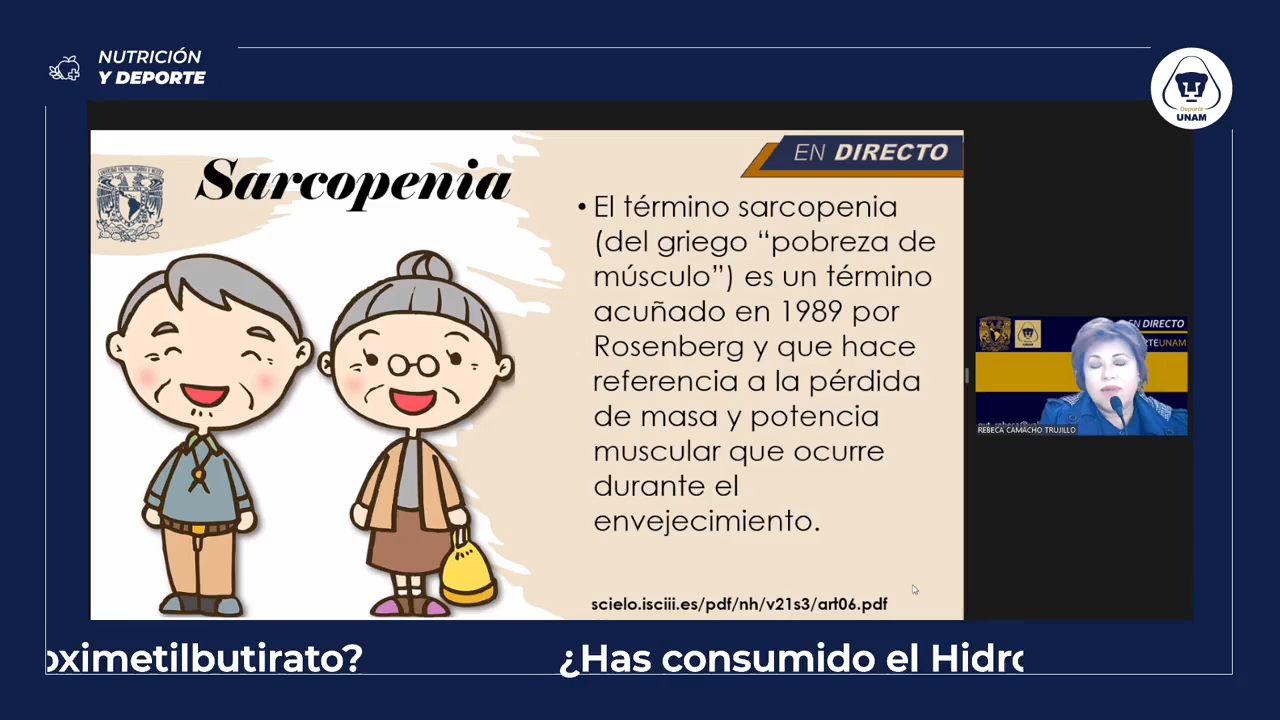 NUTRICIÓN
Y DEPORTE
Deporte
UNAM
Sarcopenia
EN DIRECTO
• El término sarcopenia
(del griego “pobreza de
músculo”) es un término
acuñado en 1989 por
Rosenberg y que hace
referencia a la pérdida
de masa y potencia
muscular que ocurre
durante el
envejecimiento.
scielo.isciii.es/pdf/nh/v21s3/art06.pdf
EN DIRECTO
RTEUNAM
REBECA CAMACHO TRUJILLO
oximetilbutirato? ¿Has consumido el Hidro